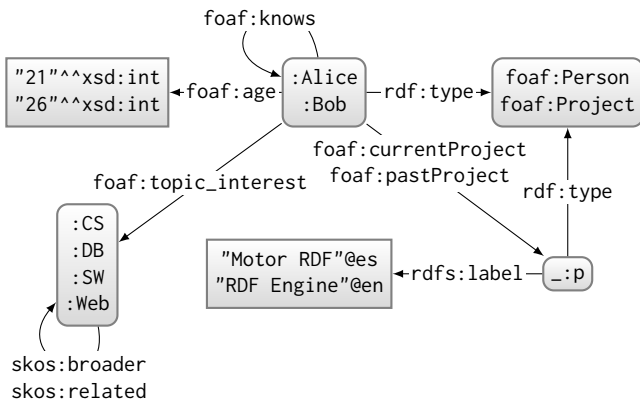 foaf:knows
"21"^^xsd:int
"26"^^xsd:int
foaf:age
:Alice
:Bob
rdf:type
foaf:Person
foaf:Project
foaf:currentProject
foaf:pastProject
foaf:topic_interest
rdf:type
:CS
:DB
:SW
:Web
"Motor RDF"@es
"RDF Engine"@en
rdfs:label
_:p
skos:broader
skos:related